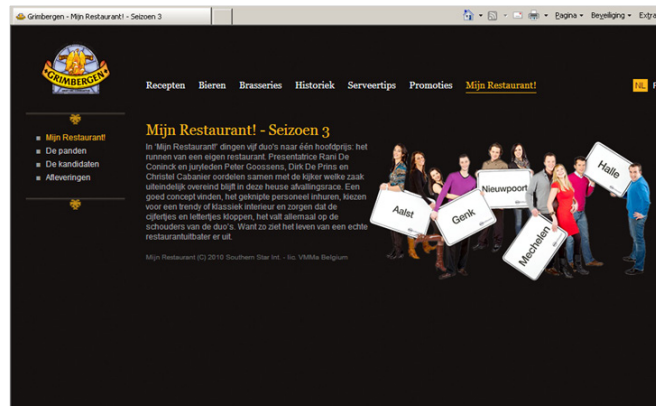 Grimbergen - Mijn Restaurant! - Seizoen 3
Pagina
Beveiliging
Extra
GRIMBERGEN
Recepten Bieren Brasseries Historiek Serveertips Promoties Mijn Restaurant!
NL F
Mijn Restaurant!
De panden
De kandidaten
Afleveringen
Mijn Restaurant! - Seizoen 3
In 'Mijn Restaurant!' dingen vijf duo's naar één hoofdprijs: het
runnen van een eigen restaurant. Presentatrice Rani De
Coninck en juryleden Peter Goossens, Dirk De Prins en
Christel Cabanier oordelen samen met de kijker welke zaak
uiteindelijk overeind blijft in deze heuse afvallingsrace. Een
goed concept vinden, het geknipte personeel inhuren, kiezen
voor een trendy of klassiek interieur en zorgen dat de
cijfertjes en lettertjes kloppen, het valt allemaal op de
schouders van de duo's. Want zo ziet het leven van een echte
restaurantuitbater er uit.
Mijn Restaurant (C) 2010 Southern Star Int. - lic. VMMa Belgium
Aalst
Genk
Nieuwpoort
Mechelen
Halle